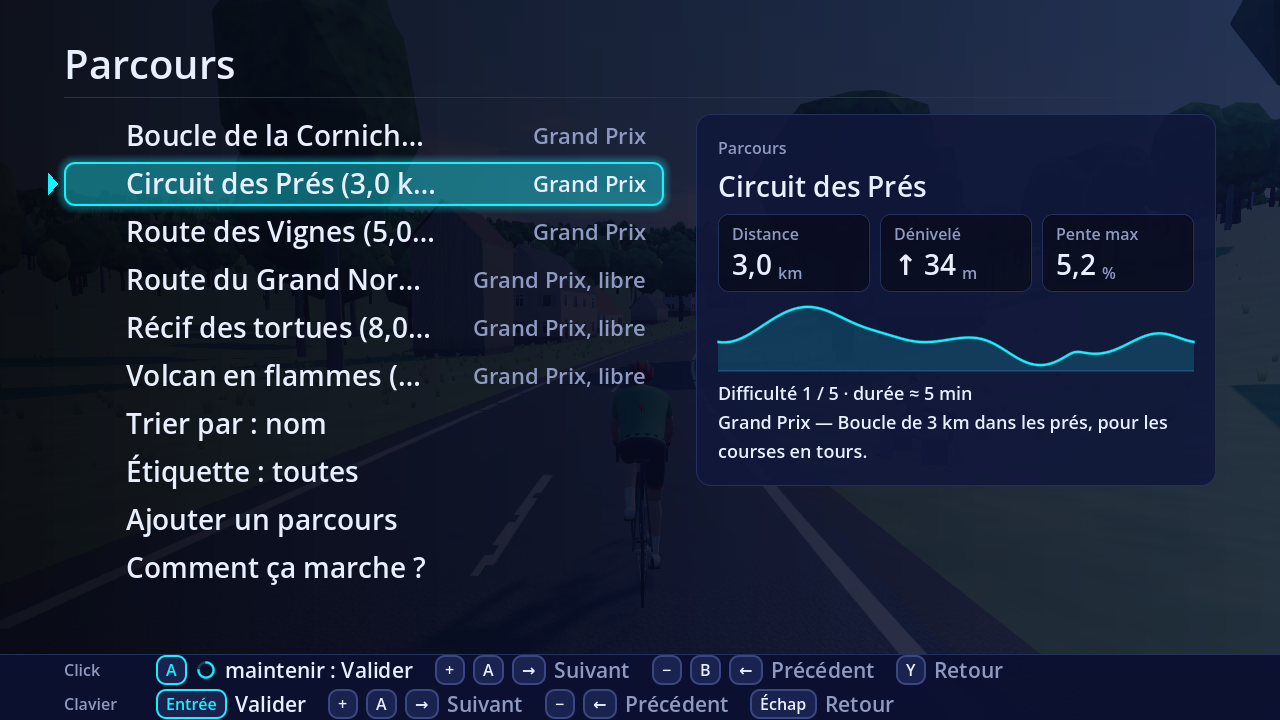 Parcours
Boucle de la Cornich... Grand Prix
Circuit des Prés (3,0 k... Grand Prix
Route des Vignes (5,0... Grand Prix
Route du Grand Nor... Grand Prix, libre
Récif des tortues (8,0... Grand Prix, libre
Volcan en flammes (... Grand Prix, libre
Trier par : nom
Étiquette : toutes
Ajouter un parcours
Comment ça marche ?
Parcours
Circuit des Prés
Distance Dénivelé Pente max
3,0 km ↑ 34 m 5,2 %
Difficulté 1 / 5 · durée ≈ 5 min
Grand Prix — Boucle de 3 km dans les prés, pour les
courses en tours.
Click A maintenir : Valider + A → Suivant − B ← Précédent Y Retour
Clavier Entrée Valider + A → Suivant − ← Précédent Échap Retour